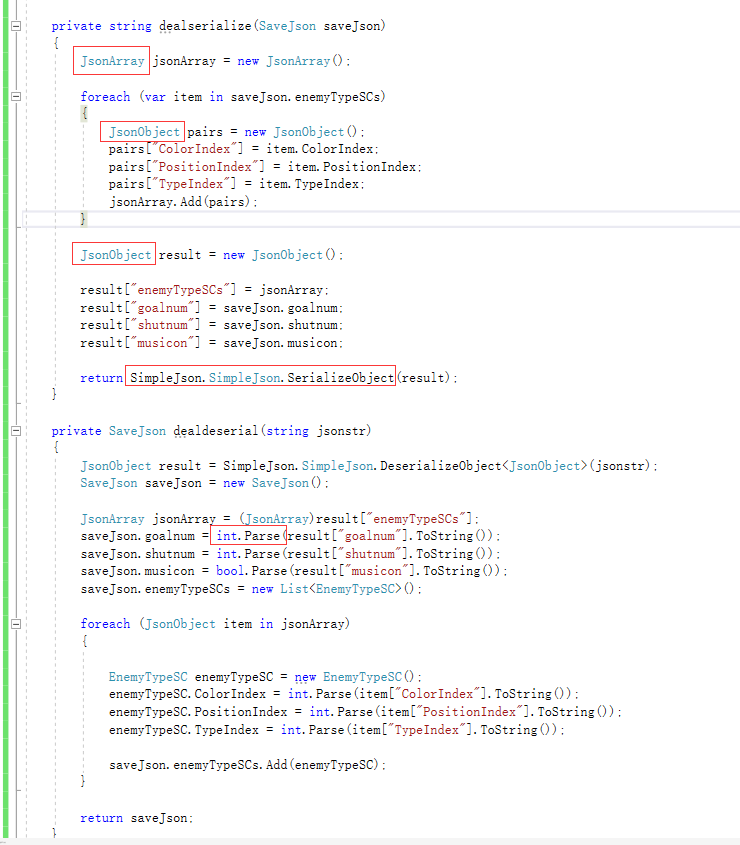 private string dealserialize(SaveJson saveJson)
{
JsonArray jsonArray = new JsonArray();
foreach (var item in saveJson.enemyTypeSCs)
{
JsonObject pairs = new JsonObject();
pairs["ColorIndex"] = item.ColorIndex;
pairs["PositionIndex"] = item.PositionIndex;
pairs["TypeIndex"] = item.TypeIndex;
jsonArray.Add(pairs);
}
JsonObject result = new JsonObject();
result["enemyTypeSCs"] = jsonArray;
result["goalnum"] = saveJson.goalnum;
result["shutnum"] = saveJson.shutnum;
result["musicon"] = saveJson.musicon;
return SimpleJson.SimpleJson.SerializeObject(result);
}
private SaveJson dealdeserial(string jsonstr)
{
JsonObject result = SimpleJson.SimpleJson.DeserializeObject<JsonObject>(jsonstr);
SaveJson saveJson = new SaveJson();
JsonArray jsonArray = (JsonArray)result["enemyTypeSCs"];
saveJson.goalnum = int.Parse(result["goalnum"].ToString());
saveJson.shutnum = int.Parse(result["shutnum"].ToString());
saveJson.musicon = bool.Parse(result["musicon"].ToString());
saveJson.enemyTypeSCs = new List<EnemyTypeSC>();
foreach (JsonObject item in jsonArray)
{
EnemyTypeSC enemyTypeSC = new EnemyTypeSC();
enemyTypeSC.ColorIndex = int.Parse(item["ColorIndex"].ToString());
enemyTypeSC.PositionIndex = int.Parse(item["PositionIndex"].ToString());
enemyTypeSC.TypeIndex = int.Parse(item["TypeIndex"].ToString());
saveJson.enemyTypeSCs.Add(enemyTypeSC);
}
return saveJson;
}